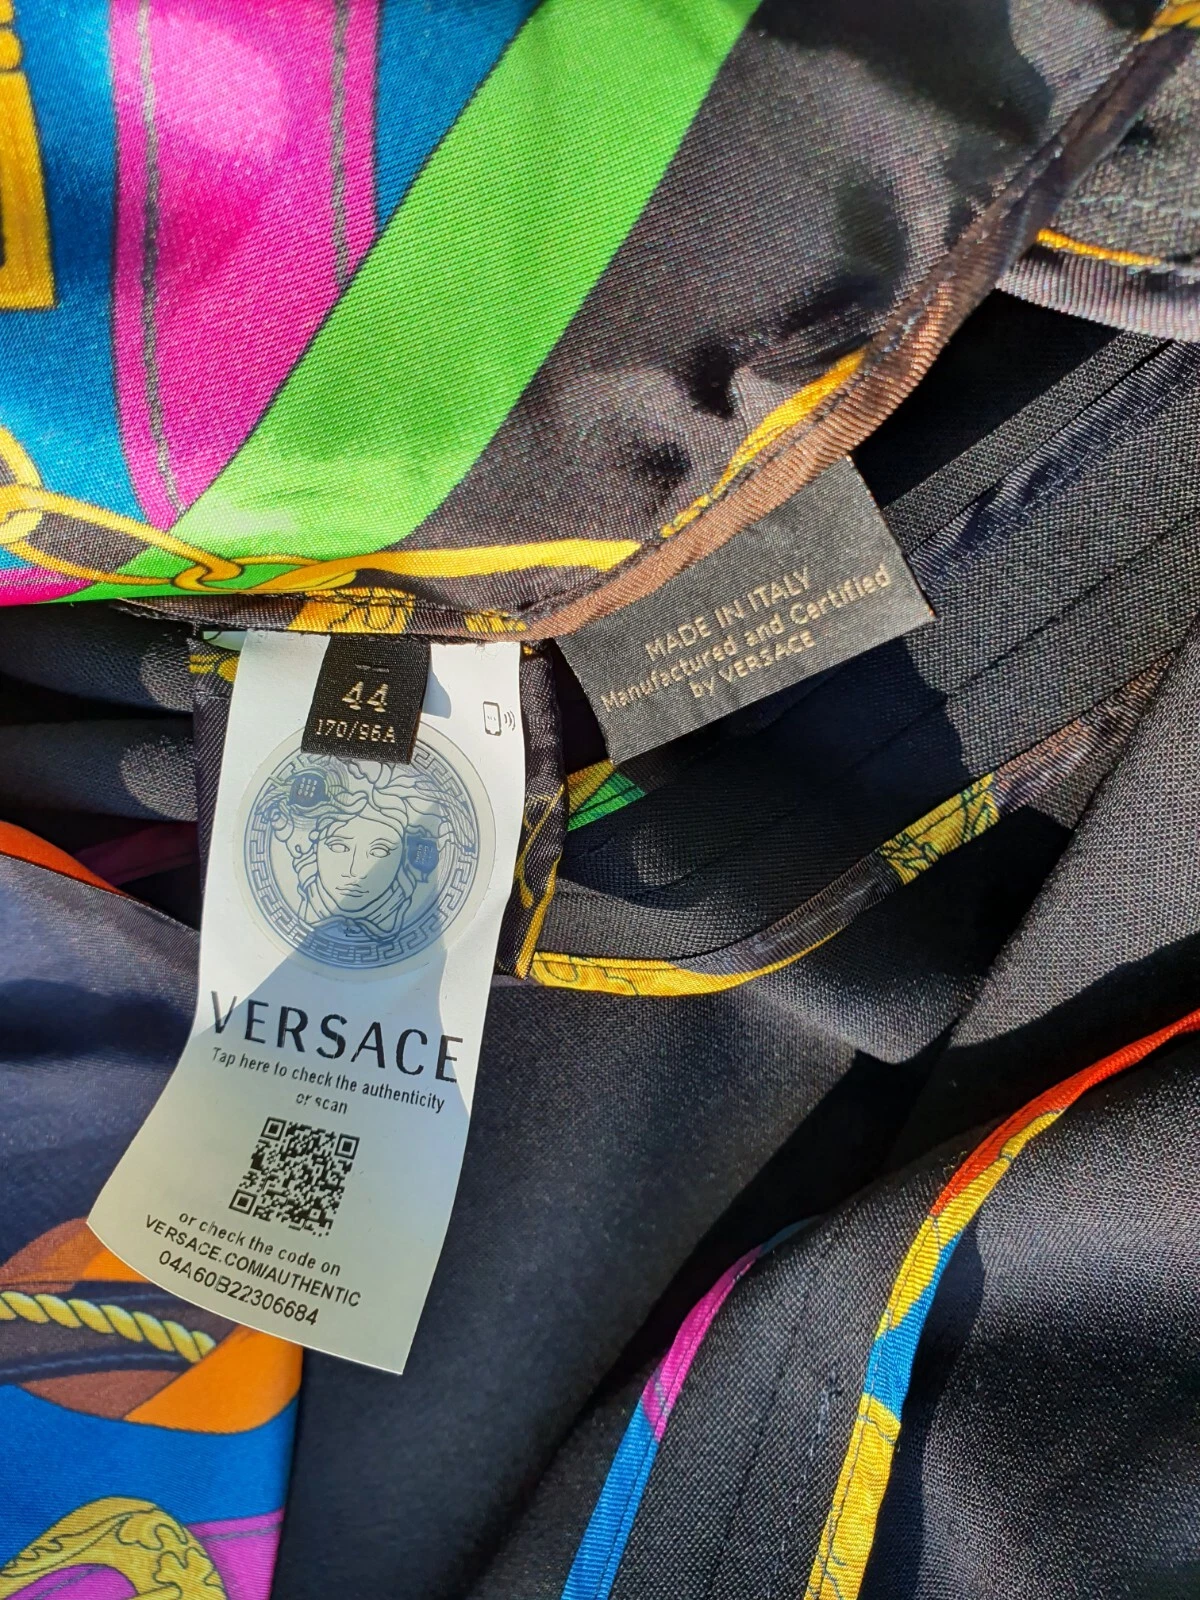 MADE IN ITALY
Manufactured and Certified
by VERSACE
44
170/96A
VERSACE
Tap here to check the authenticity
or scan
or check the code on
VERSACE.COM/AUTHENTIC
04A60B22306684